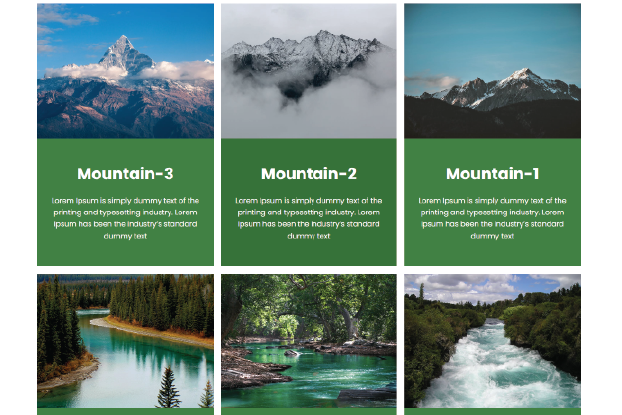 Mountain-3
Lorem Ipsum is simply dummy text of the
printing and typesetting industry. Lorem
Ipsum has been the industry's standard
dummy text
Mountain-2
Lorem Ipsum is simply dummy text of the
printing and typesetting industry. Lorem
Ipsum has been the industry's standard
dummy text
Mountain-1
Lorem Ipsum is simply dummy text of the
printing and typesetting industry. Lorem
Ipsum has been the industry's standard
dummy text